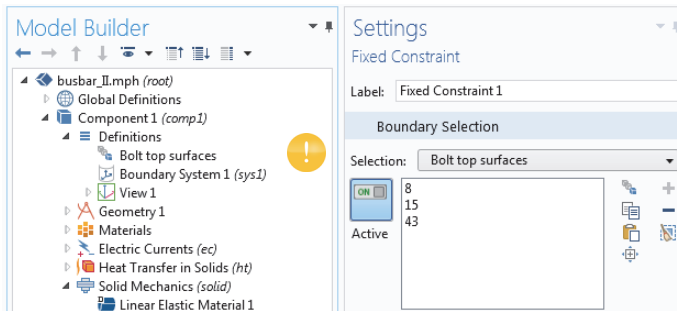 Model Builder
busbar_II.mph (root)
Global Definitions
Component 1 (comp1)
Definitions
Bolt top surfaces
Boundary System 1 (sys1)
View 1
Geometry 1
Materials
Electric Currents (ec)
Heat Transfer in Solids (ht)
Solid Mechanics (solid)
Linear Elastic Material 1
!
Settings
Fixed Constraint
Label: Fixed Constraint 1
Boundary Selection
Selection: Bolt top surfaces
ON
8
15
43
Active